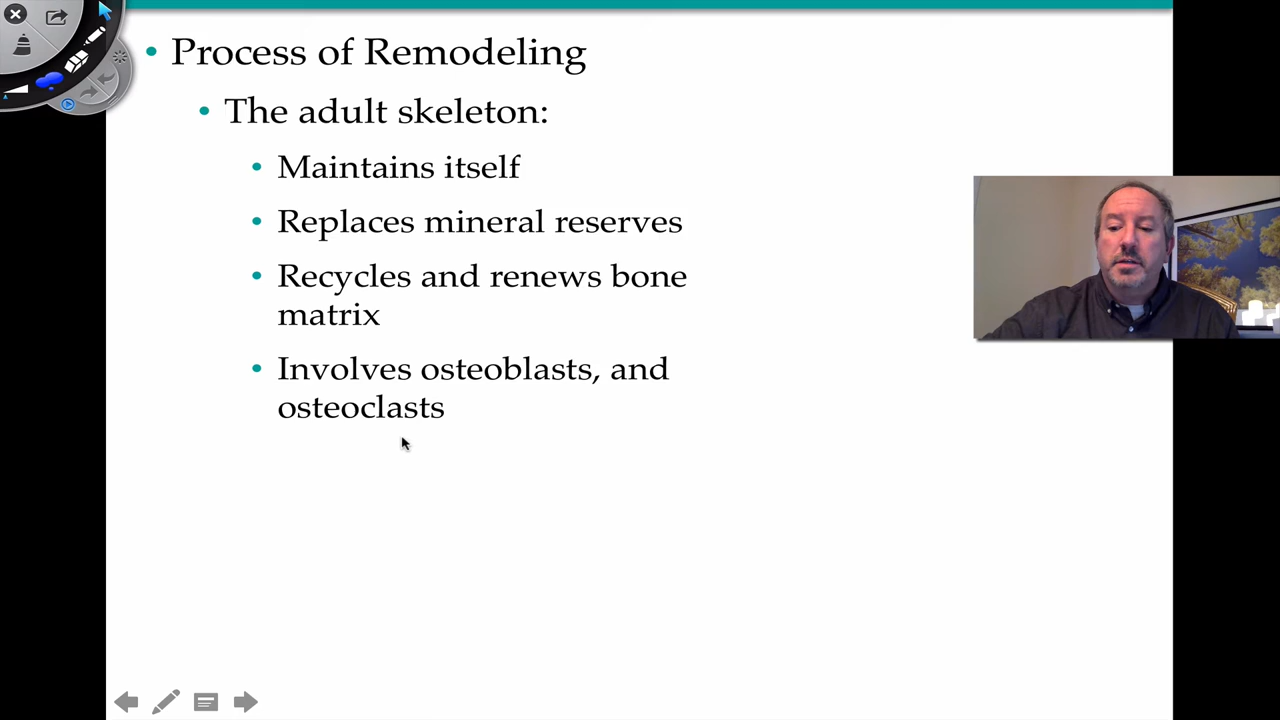 • Process of Remodeling
• The adult skeleton:
• Maintains itself
• Replaces mineral reserves
• Recycles and renews bone
matrix
• Involves osteoblasts, and
osteoclasts